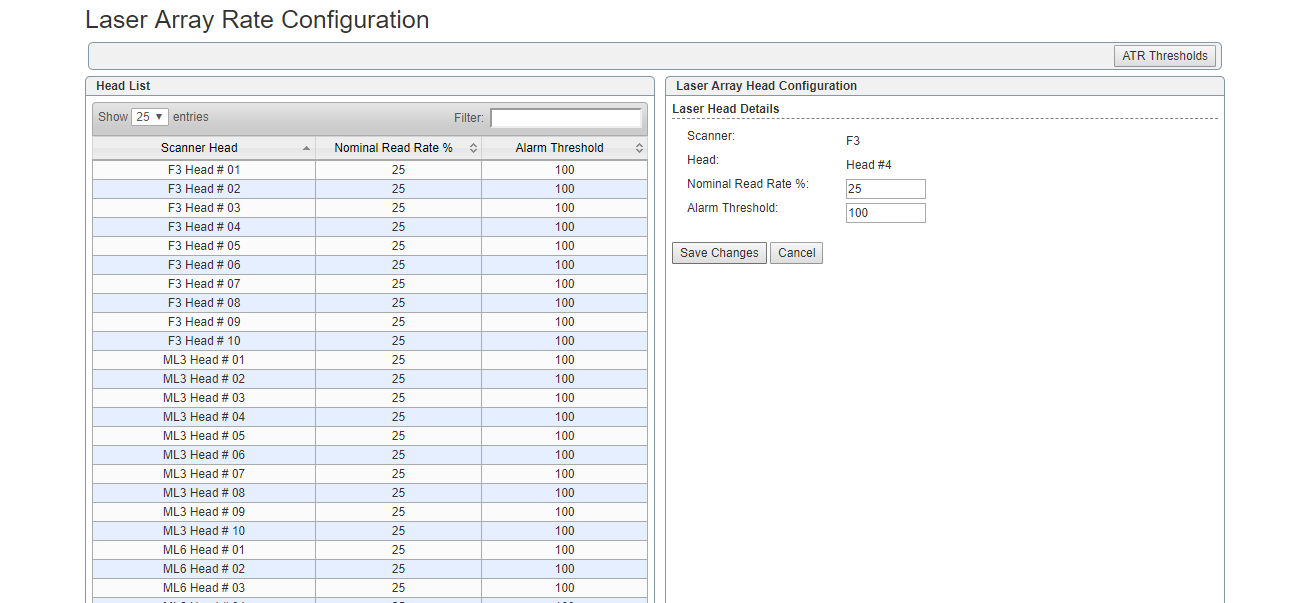 Laser Array Rate Configuration
ATR Thresholds
Head List
Show 25 entries Filter:
Scanner Head Nominal Read Rate % Alarm Threshold
F3 Head # 01 25 100
F3 Head # 02 25 100
F3 Head # 03 25 100
F3 Head # 04 25 100
F3 Head # 05 25 100
F3 Head # 06 25 100
F3 Head # 07 25 100
F3 Head # 08 25 100
F3 Head # 09 25 100
F3 Head # 10 25 100
ML3 Head # 01 25 100
ML3 Head # 02 25 100
ML3 Head # 03 25 100
ML3 Head # 04 25 100
ML3 Head # 05 25 100
ML3 Head # 06 25 100
ML3 Head # 07 25 100
ML3 Head # 08 25 100
ML3 Head # 09 25 100
ML3 Head # 10 25 100
ML6 Head # 01 25 100
ML6 Head # 02 25 100
ML6 Head # 03 25 100
Laser Array Head Configuration
Laser Head Details
Scanner: F3
Head: Head #4
Nominal Read Rate %: 25
Alarm Threshold: 100
Save Changes Cancel